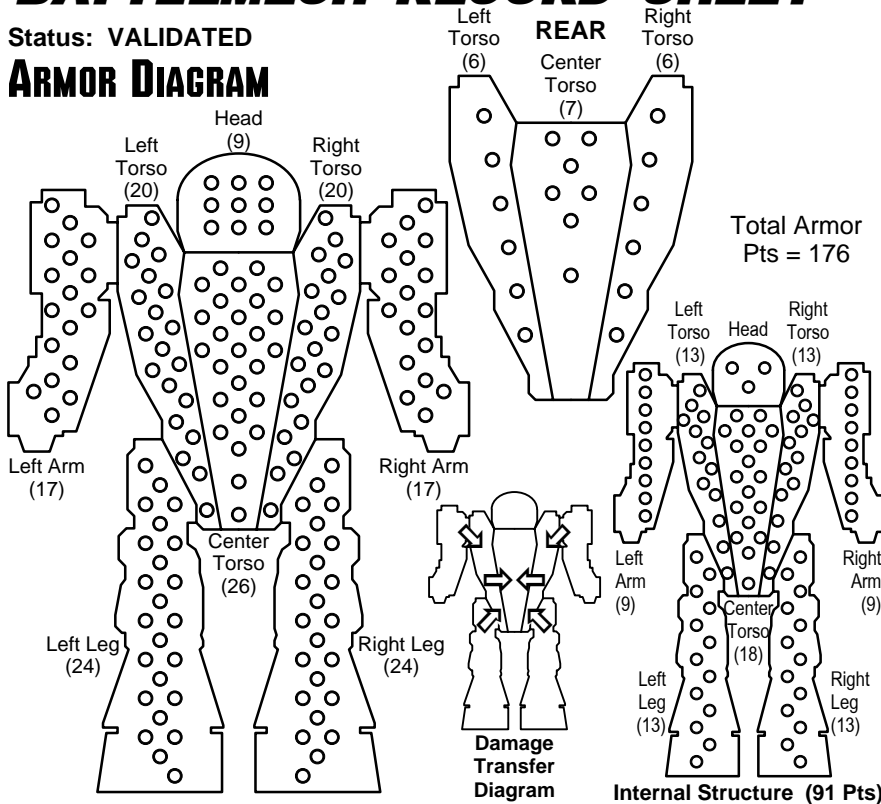 BATTLEMECH RECORD SHEET
Status: VALIDATED
ARMOR DIAGRAM
Head
(9)
Left
Torso
(20)
Right
Torso
(20)
Left Arm
(17)
Right Arm
(17)
Center
Torso
(26)
Left Leg
(24)
Right Leg
(24)
Left
Torso
(6)
REAR
Right
Torso
(6)
Center
Torso
(7)
Total Armor
Pts = 176
Damage
Transfer
Diagram
Left
Torso
(13)
Head
Right
Torso
(13)
Left
Arm
(9)
Right
Arm
(9)
Center
Torso
(18)
Left
Leg
(13)
Right
Leg
(13)
Internal Structure (91 Pts)